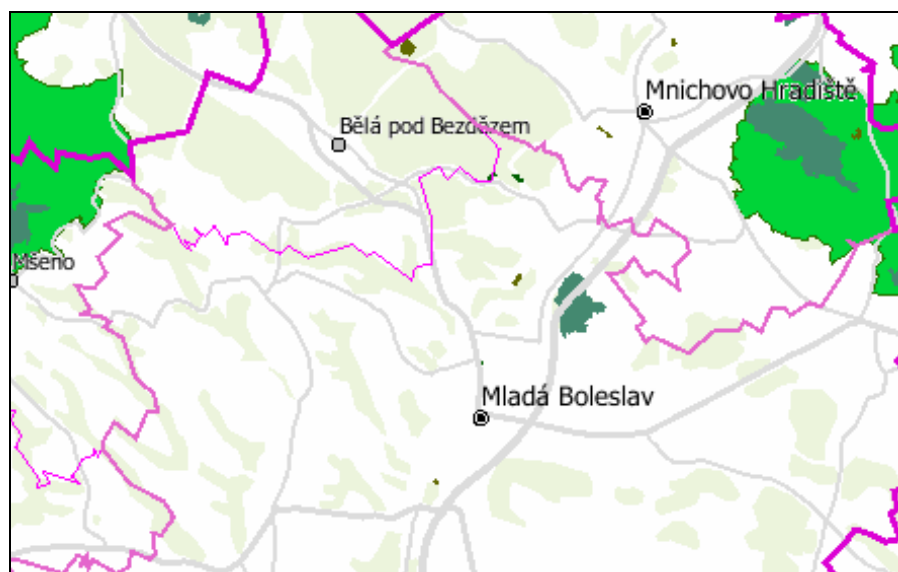 Mnichovo Hradiště
Bělá pod Bezdězem
Mšeno
Mladá Boleslav